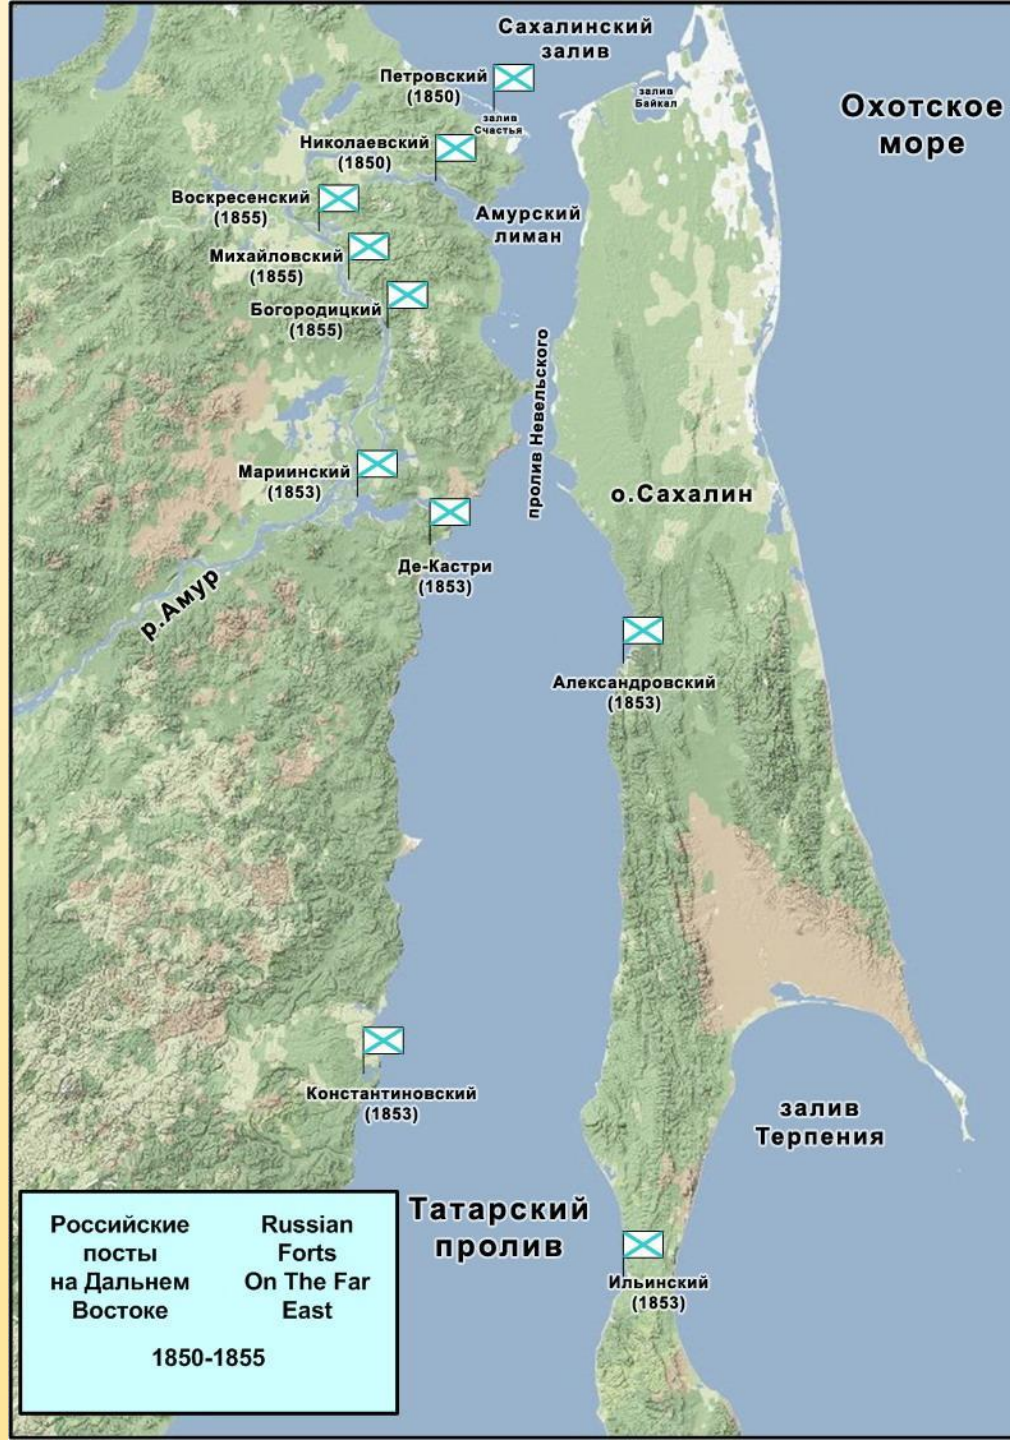 Сахалинский
залив
Петровский
(1850)
залив
Счастья
залив
Байкал
Охотское
море
Николаевский
(1850)
Воскресенский
(1855)
Амурский
лиман
Михайловский
(1855)
Богородицкий
(1855)
пролив Невельского
Мариинский
(1853)
о.Сахалин
Де-Кастри
(1853)
р.Амур
Александровский
(1853)
Константиновский
(1853)
залив
Терпения
Татарский
пролив
Ильинский
(1853)
Российские
посты
на Дальнем
Востоке
Russian
Forts
On The Far
East
1850-1855